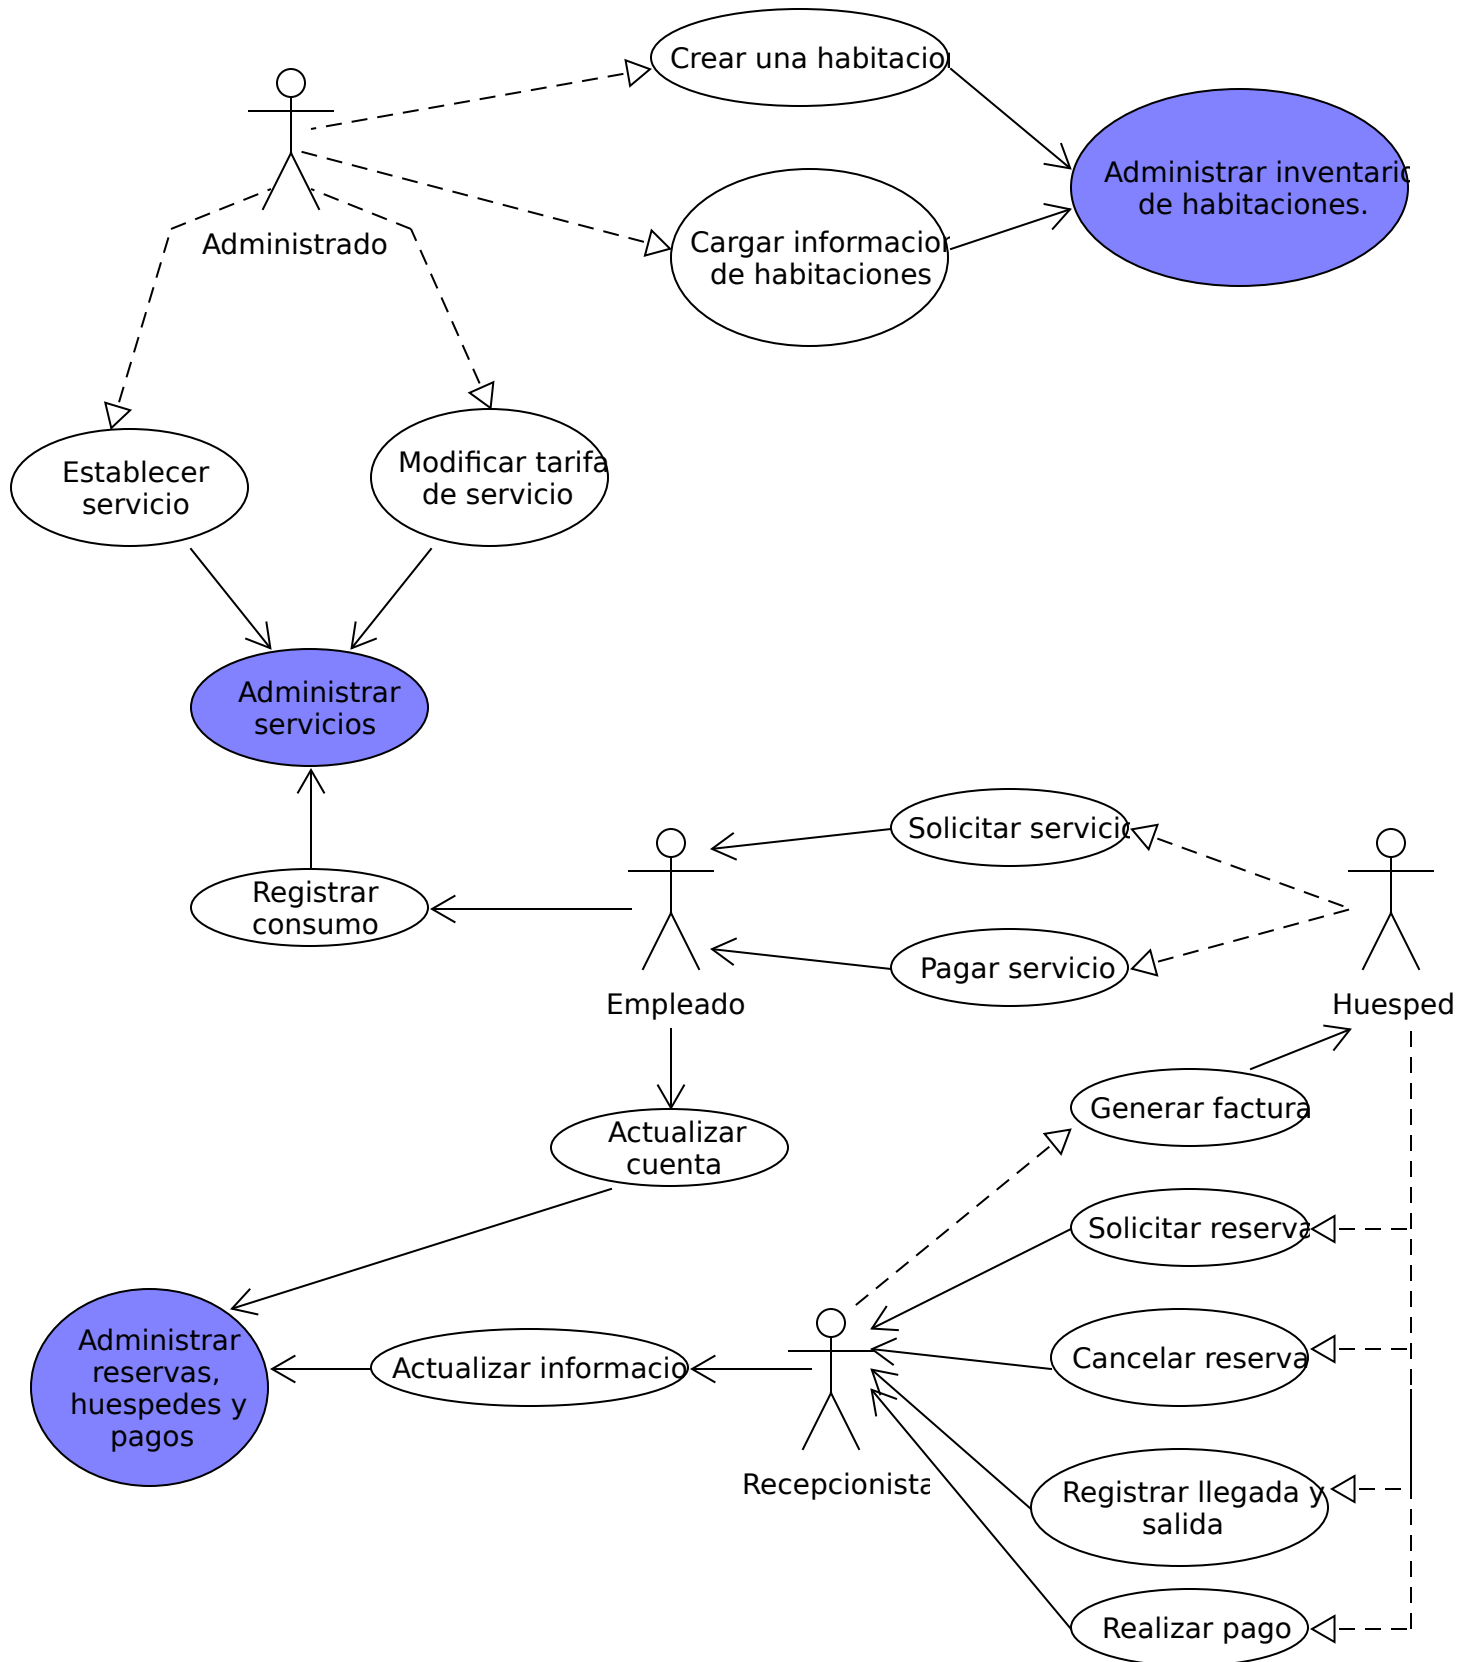 Crear una habitacion
Administrar inventario
de habitaciones.
Administrado
Cargar informacion
de habitaciones
Establecer
servicio
Modificar tarifa
de servicio
Administrar
servicios
Solicitar servicio
Registrar
consumo
Pagar servicio
Empleado
Huesped
Generar factura
Actualizar
cuenta
Solicitar reserva
Administrar
reservas,
huespedes y
pagos
Actualizar informacio
Cancelar reserva
Recepcionista
Registrar llegada y
salida
Realizar pago